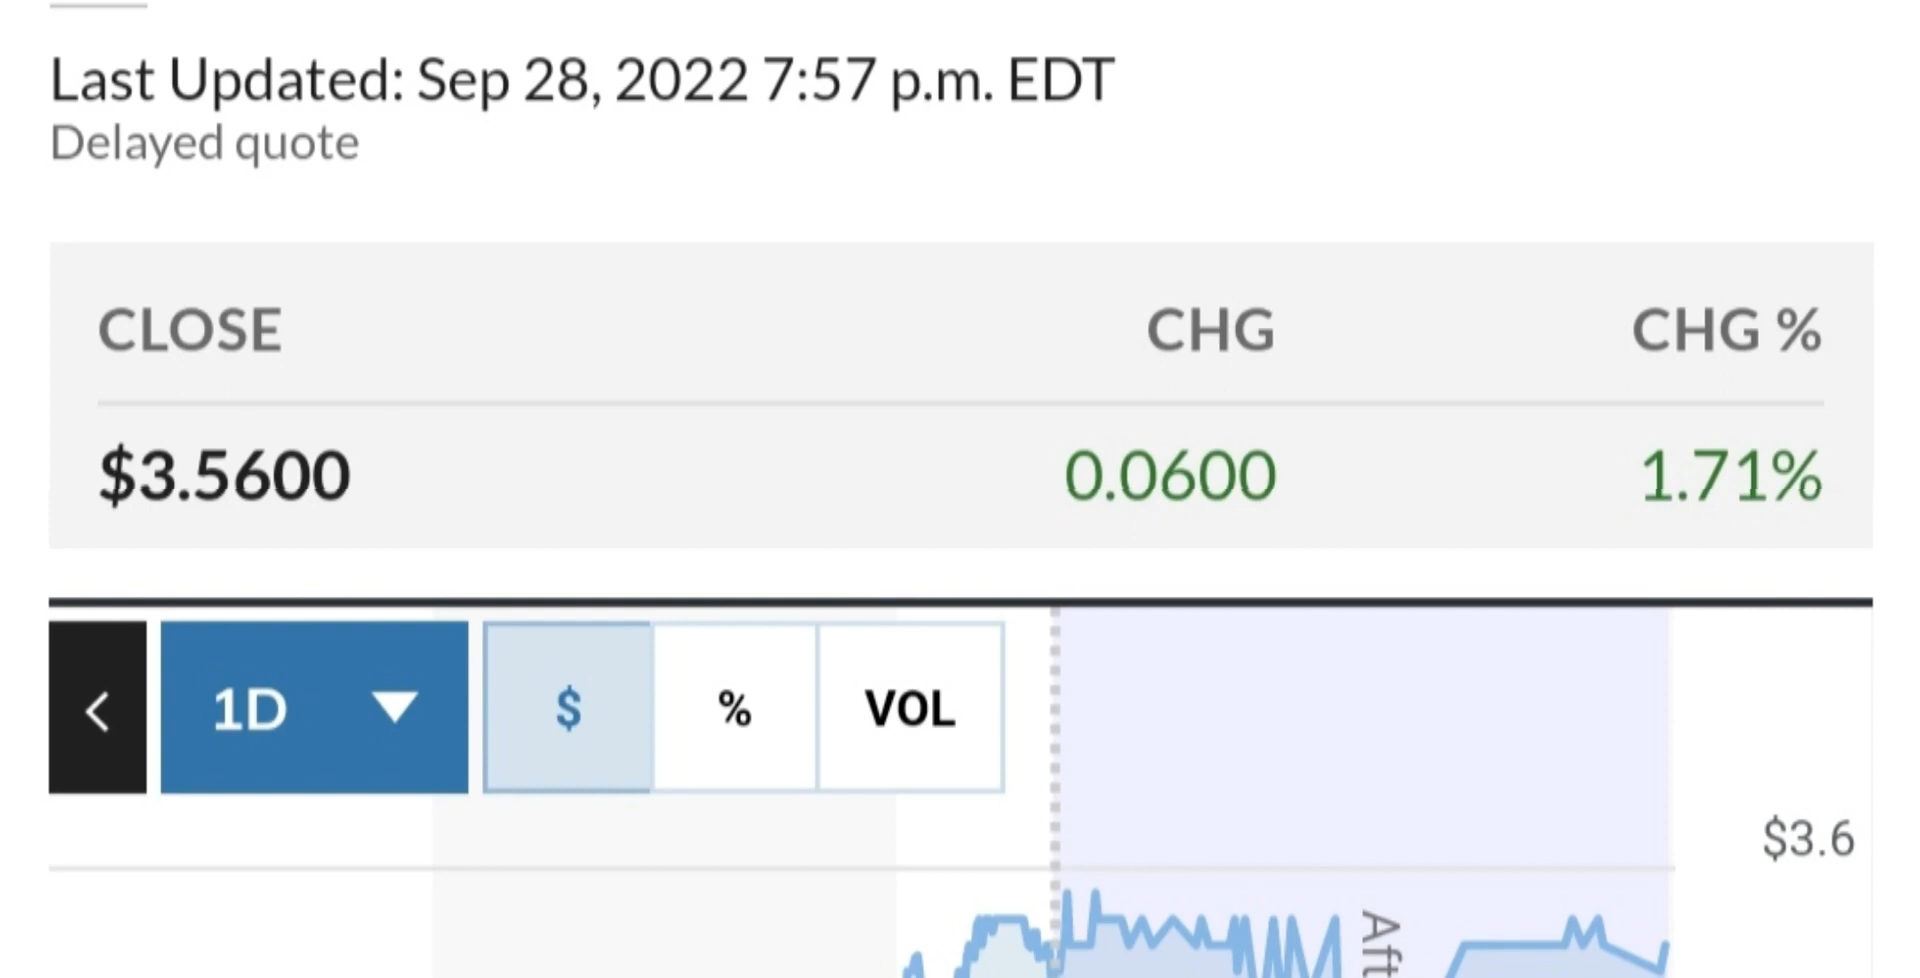 Last Updated: Sep 28, 2022 7:57 p.m. EDT
Delayed quote
CLOSE CHG CHG %
$3.5600 0.0600 1.71%
1D $ % VOL
$3.6
Aft